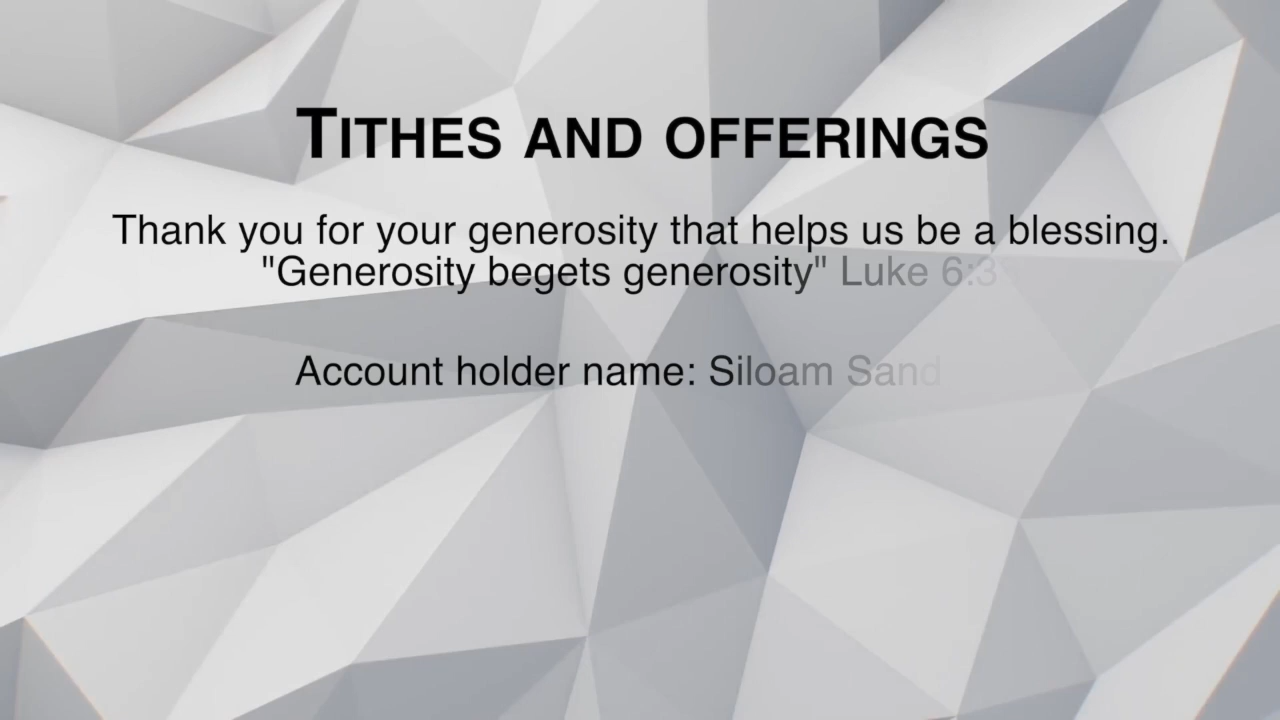 TITHES AND OFFERINGS
Thank you for your generosity that helps us be a blessing.
"Generosity begets generosity" Luke
Account holder name: Siloam